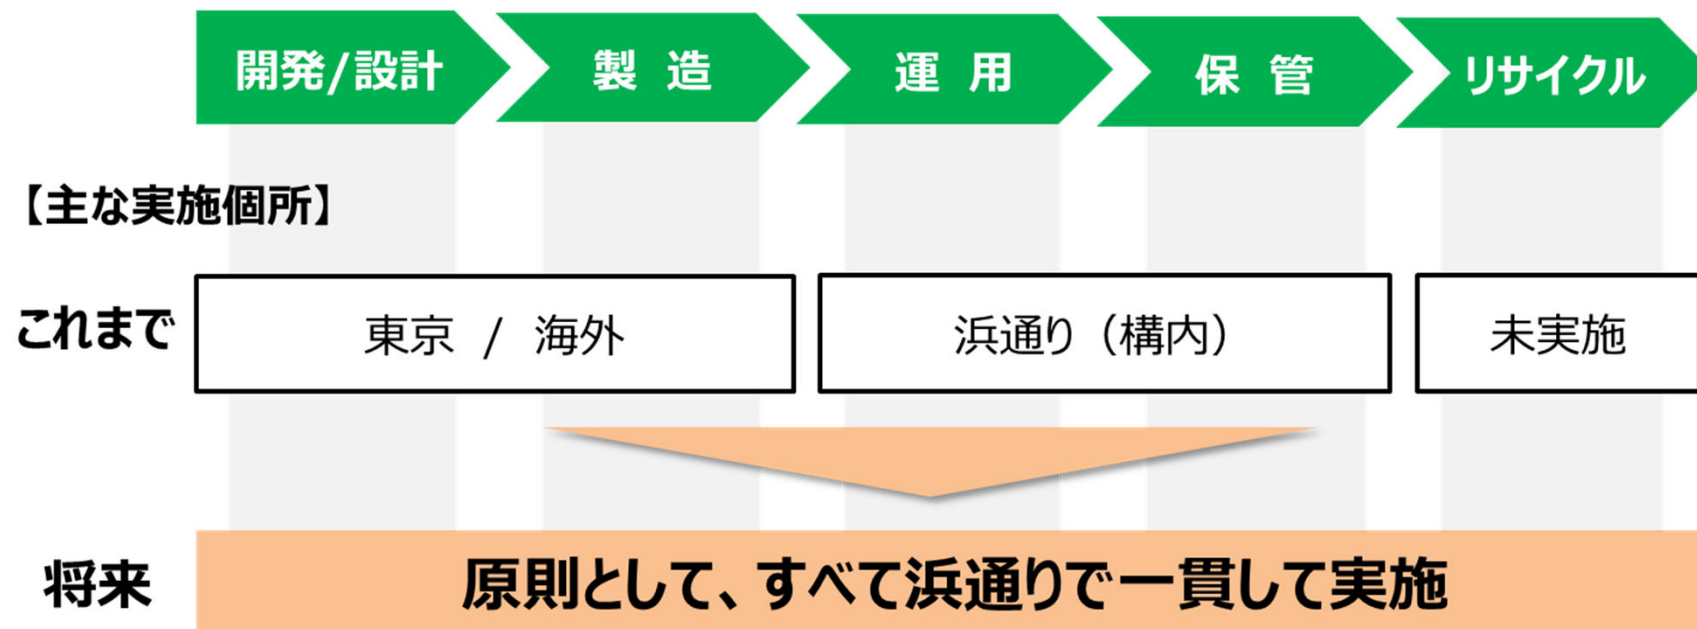 開発/設計 製 造 運 用 保 管 リサイクル
【主な実施個所】
これまで 東京 / 海外 浜通り（構内） 未実施
将来 原則として、すべて浜通りで一貫して実施